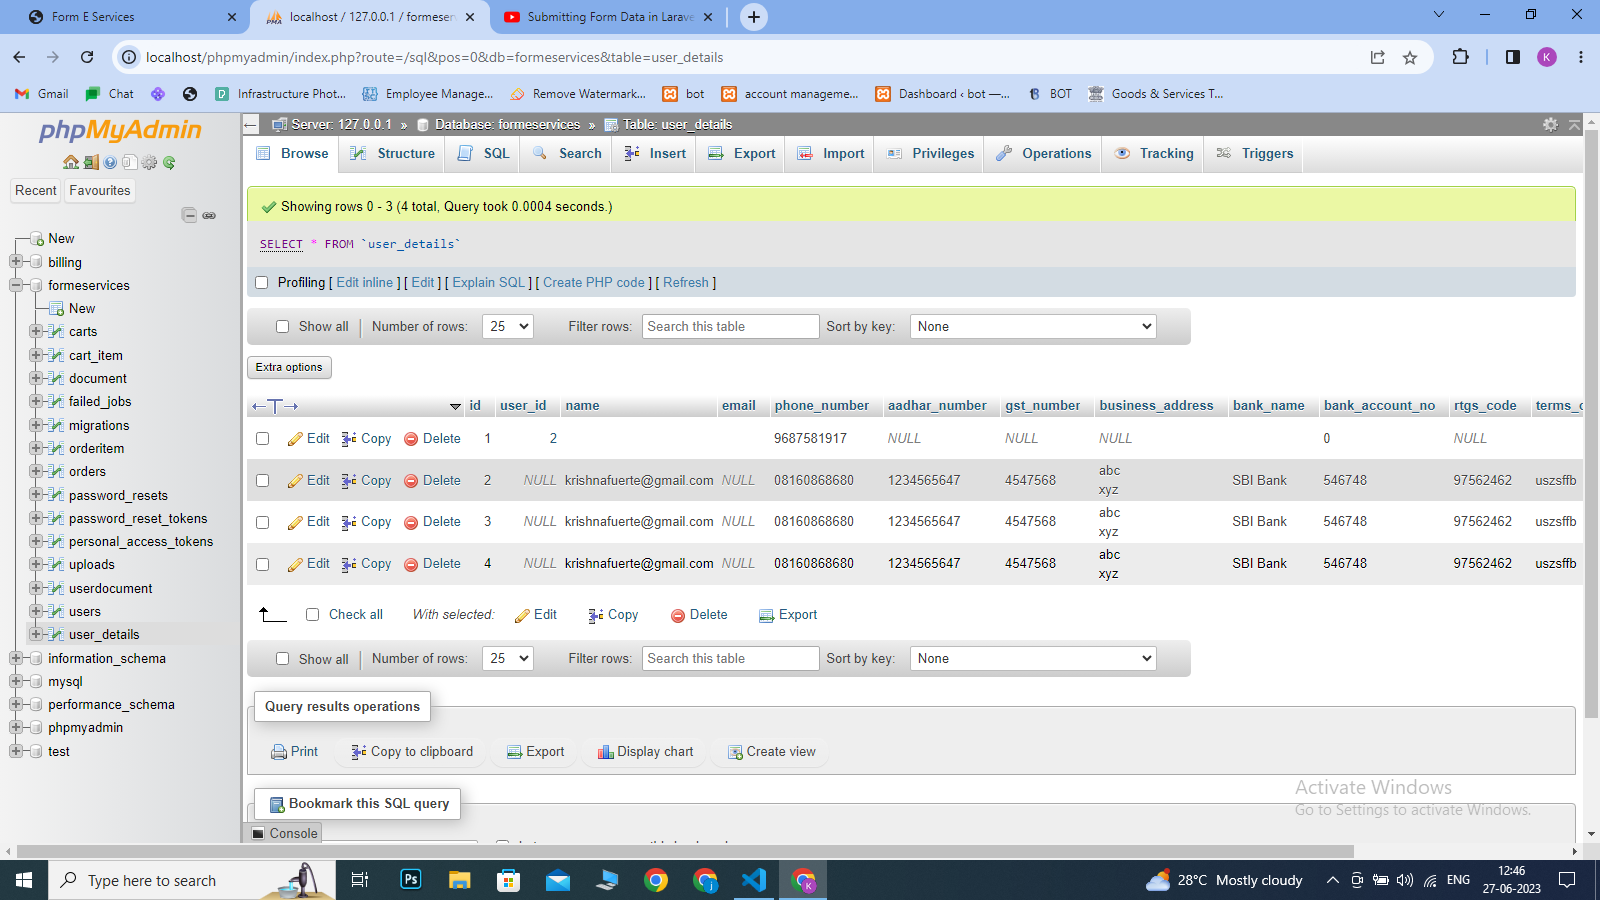 Form E Services
localhost / 127.0.0.1 / formeserv
Submitting Form Data in Larave
localhost/phpmyadmin/index.php?route=/sql&pos=0&db=formeservices&table=user_details
K
Gmail
Chat
Infrastructure Phot...
Employee Manage...
Remove Watermark...
bot
account manageme...
Dashboard ‹ bot —...
BOT
Goods & Services T...
phpMyAdmin
Recent
Favourites
New
billing
formeservices
New
carts
cart_item
document
failed_jobs
migrations
orderitem
orders
password_resets
password_reset_tokens
personal_access_tokens
uploads
userdocument
users
user_details
information_schema
mysql
performance_schema
phpmyadmin
test
Server: 127.0.0.1 » Database: formeservices » Table: user_details
Browse Structure SQL Search Insert Export Import Privileges Operations Tracking Triggers
Showing rows 0 - 3 (4 total, Query took 0.0004 seconds.)
SELECT * FROM `user_details`
Profiling [ Edit inline ] [ Edit ] [ Explain SQL ] [ Create PHP code ] [ Refresh ]
Show all Number of rows: 25 Filter rows: Search this table Sort by key: None
Extra options
id user_id name email phone_number aadhar_number gst_number business_address bank_name bank_account_no rtgs_code terms_c
Edit Copy Delete 1 2 9687581917 NULL NULL NULL 0 NULL
Edit Copy Delete 2 NULL krishnafuerte@gmail.com NULL 08160868680 1234565647 4547568 abc xyz SBI Bank 546748 97562462 uszsffb
Edit Copy Delete 3 NULL krishnafuerte@gmail.com NULL 08160868680 1234565647 4547568 abc xyz SBI Bank 546748 97562462 uszsffb
Edit Copy Delete 4 NULL krishnafuerte@gmail.com NULL 08160868680 1234565647 4547568 abc xyz SBI Bank 546748 97562462 uszsffb
Check all With selected: Edit Copy Delete Export
Show all Number of rows: 25 Filter rows: Search this table Sort by key: None
Query results operations
Print Copy to clipboard Export Display chart Create view
Bookmark this SQL query
Console
Activate Windows
Go to Settings to activate Windows.
Type here to search
Ps
28°C Mostly cloudy
ENG
12:46
27-06-2023